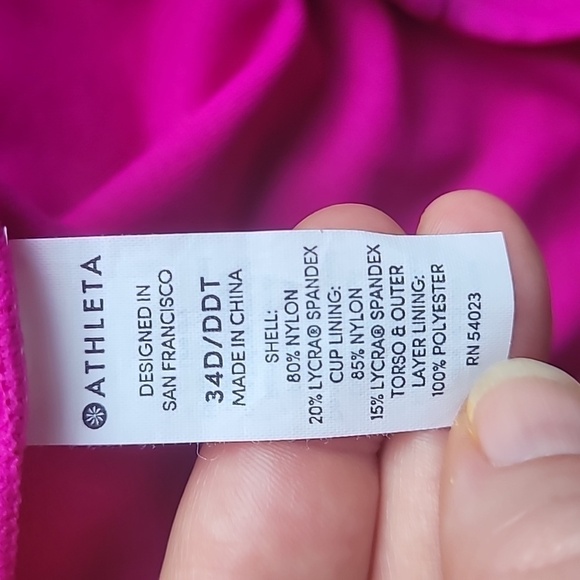 ATHLETA
DESIGNED IN
SAN FRANCISCO
34D/DDT
MADE IN CHINA
SHELL:
80% NYLON
20% LYCRA® SPANDEX
CUP LINING:
85% NYLON
15% LYCRA® SPANDEX
TORSO & OUTER
LAYER LINING:
100% POLYESTER
RN 54023